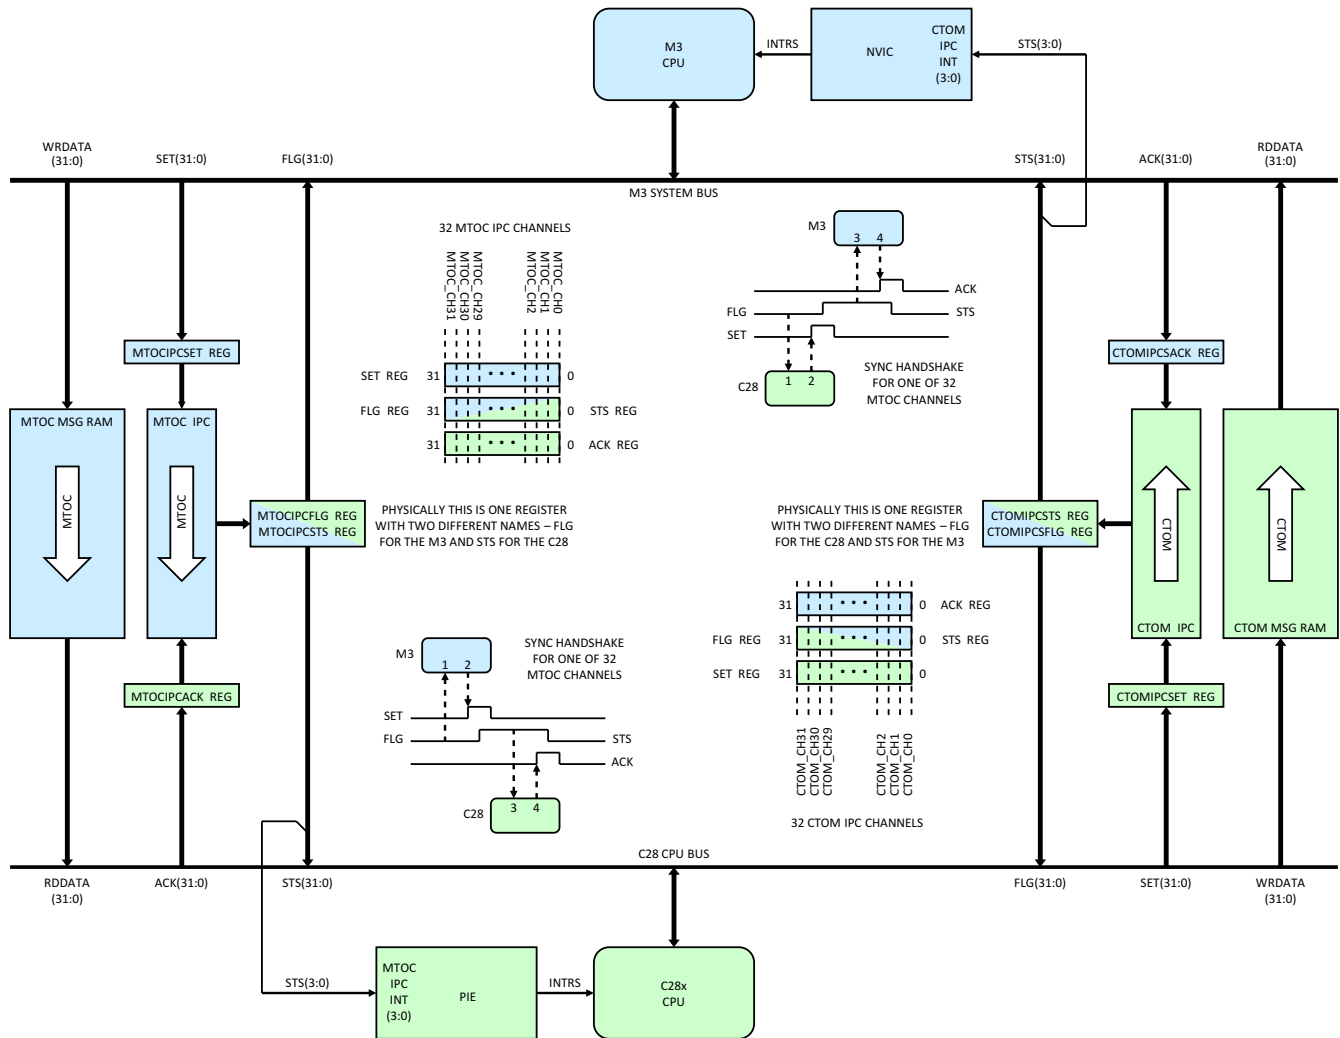 M3
CPU
INTRS
NVIC
CTOM
IPC
INT
(3:0)
STS(3:0)
WRDATA
(31:0)
SET(31:0)
FLG(31:0)
STS(31:0)
ACK(31:0)
RDDATA
(31:0)
M3 SYSTEM BUS
32 MTOC IPC CHANNELS
MTOC_CH31
MTOC_CH30
MTOC_CH29
MTOC_CH2
MTOC_CH1
MTOC_CH0
SET REG 31 0
FLG REG 31 0 STS REG
31 0 ACK REG
M3
3 4
ACK
FLG STS
SET
C28 1 2
SYNC HANDSHAKE
FOR ONE OF 32
MTOC CHANNELS
MTOCIPCSET REG
CTOMIPCSACK REG
MTOC MSG RAM
MTOC
MTOC IPC
MTOC
MTOCIPCFLG REG
MTOCIPCSTS REG
PHYSICALLY THIS IS ONE REGISTER
WITH TWO DIFFERENT NAMES – FLG
FOR THE M3 AND STS FOR THE C28
PHYSICALLY THIS IS ONE REGISTER
WITH TWO DIFFERENT NAMES – FLG
FOR THE C28 AND STS FOR THE M3
CTOMIPCSTS REG
CTOMIPCSFLG REG
CTOM
CTOM IPC
CTOM
CTOM MSG RAM
31 0 ACK REG
FLG REG 31 0 STS REG
SET REG 31 0
CTOM_CH31
CTOM_CH30
CTOM_CH29
CTOM_CH2
CTOM_CH1
CTOM_CH0
32 CTOM IPC CHANNELS
M3
1 2
SYNC HANDSHAKE
FOR ONE OF 32
MTOC CHANNELS
SET
FLG STS
ACK
C28 3 4
MTOCIPCACK REG
CTOMIPCSET REG
C28 CPU BUS
RDDATA
(31:0)
ACK(31:0)
STS(31:0)
FLG(31:0)
SET(31:0)
WRDATA
(31:0)
STS(3:0)
MTOC
IPC
INT
(3:0)
PIE
INTRS
C28x
CPU